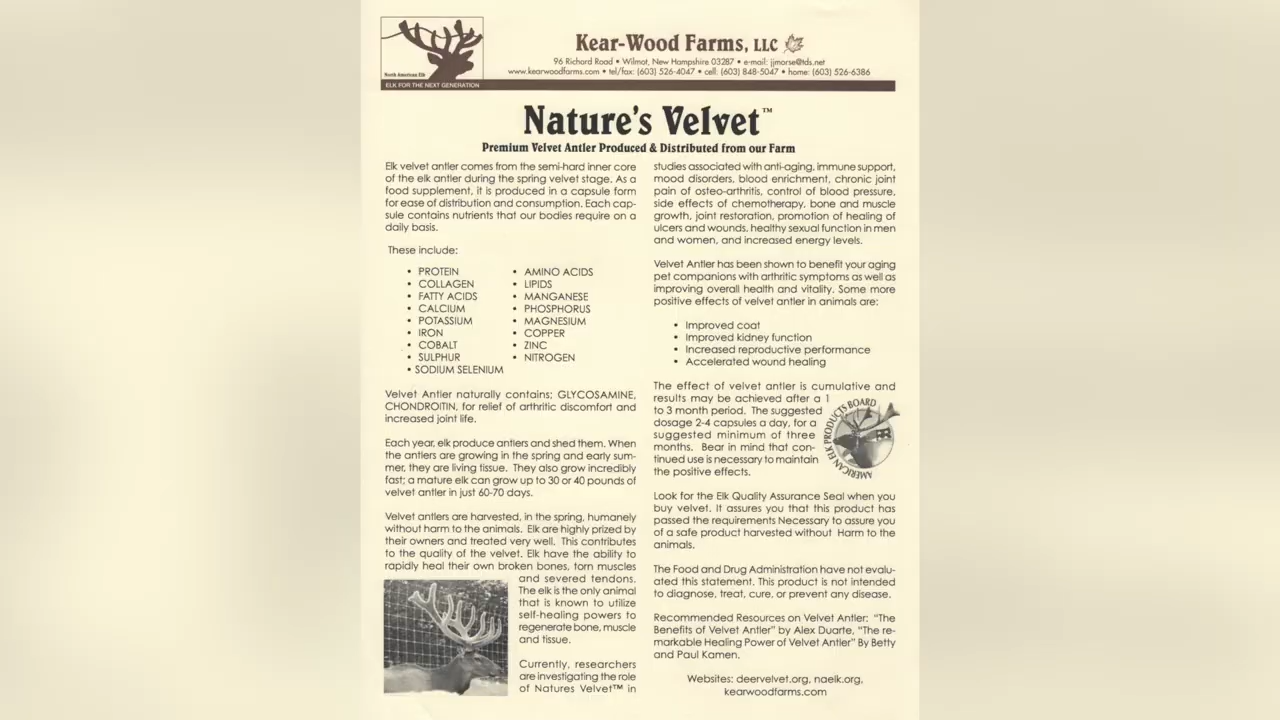 North American Elk
ELK FOR THE NEXT GENERATION
Kear-Wood Farms, LLC
96 Richord Road • Wilmot, New Hampshire 03287 • e-mail: jjmorse@tds.net
www.kearwoodfarms.com • tel/fax: (603) 526-4047 • cell: (603) 848-5047 • home: (603) 526-6386
Nature's Velvet™
Premium Velvet Antler Produced & Distributed from our Farm
Elk velvet antler comes from the semi-hard inner core
of the elk antler during the spring velvet stage. As a
food supplement, it is produced in a capsule form
for ease of distribution and consumption. Each cap-
sule contains nutrients that our bodies require on a
daily basis.
These include:
• PROTEIN
• COLLAGEN
• FATTY ACIDS
• CALCIUM
• POTASSIUM
• IRON
• COBALT
• SULPHUR
• SODIUM SELENIUM
• AMINO ACIDS
• LIPIDS
• MANGANESE
• PHOSPHORUS
• MAGNESIUM
• COPPER
• ZINC
• NITROGEN
Velvet Antler naturally contains; GLYCOSAMINE,
CHONDROITIN, for relief of arthritic discomfort and
increased joint life.
Each year, elk produce antlers and shed them. When
the antlers are growing in the spring and early sum-
mer, they are living tissue. They also grow incredibly
fast; a mature elk can grow up to 30 or 40 pounds of
velvet antler in just 60-70 days.
Velvet antlers are harvested, in the spring, humanely
without harm to the animals. Elk are highly prized by
their owners and treated very well. This contributes
to the quality of the velvet. Elk have the ability to
rapidly heal their own broken bones, torn muscles
and severed tendons.
The elk is the only animal
that is known to utilize
self-healing powers to
regenerate bone, muscle
and tissue.
Currently, researchers
are investigating the role
of Natures Velvet™ in
studies associated with anti-aging, immune support,
mood disorders, blood enrichment, chronic joint
pain of osteo-arthritis, control of blood pressure,
side effects of chemotherapy, bone and muscle
growth, joint restoration, promotion of healing of
ulcers and wounds, healthy sexual function in men
and women, and increased energy levels.
Velvet Antler has been shown to benefit your aging
pet companions with arthritic symptoms as well as
improving overall health and vitality. Some more
positive effects of velvet antler in animals are:
• Improved coat
• Improved kidney function
• Increased reproductive performance
• Accelerated wound healing
The effect of velvet antler is cumulative and
results may be achieved after a 1
to 3 month period. The suggested
dosage 2-4 capsules a day, for a
suggested minimum of three
months. Bear in mind that con-
tinued use is necessary to maintain
the positive effects.
AMERICAN ELK PRODUCTS BOARD
Look for the Elk Quality Assurance Seal when you
buy velvet. It assures you that this product has
passed the requirements Necessary to assure you
of a safe product harvested without Harm to the
animals.
The Food and Drug Administration have not evalu-
ated this statement. This product is not intended
to diagnose, treat, cure, or prevent any disease.
Recommended Resources on Velvet Antler: "The
Benefits of Velvet Antler" by Alex Duarte, "The re-
markable Healing Power of Velvet Antler" By Betty
and Paul Kamen.
Websites: deervelvet.org, naelk.org,
kearwoodfarms.com